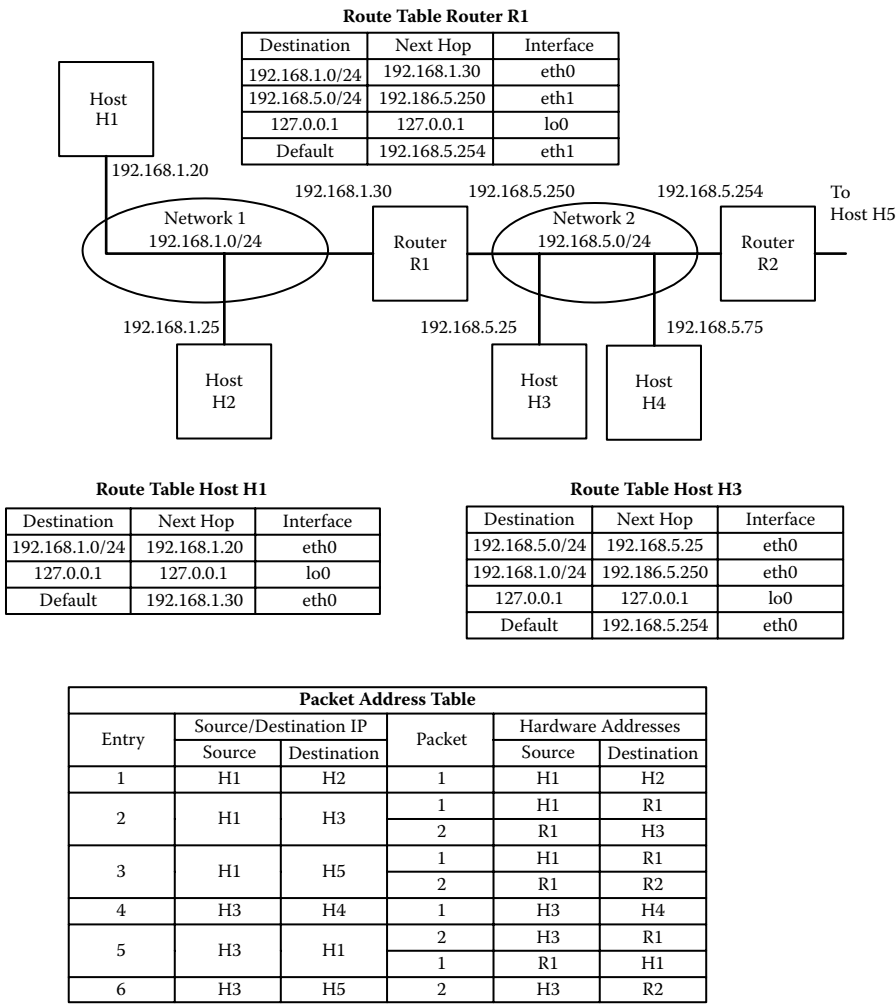 Route Table Router R1
Destination Next Hop Interface
192.168.1.0/24 192.168.1.30 eth0
192.168.5.0/24 192.186.5.250 eth1
127.0.0.1 127.0.0.1 lo0
Default 192.168.5.254 eth1
Host
H1
192.168.1.20
192.168.1.30
192.168.5.250
192.168.5.254
To
Host H5
Network 1
192.168.1.0/24
Router
R1
Network 2
192.168.5.0/24
Router
R2
192.168.1.25
192.168.5.25
192.168.5.75
Host
H2
Host
H3
Host
H4
Route Table Host H1
Destination Next Hop Interface
192.168.1.0/24 192.168.1.20 eth0
127.0.0.1 127.0.0.1 lo0
Default 192.168.1.30 eth0
Route Table Host H3
Destination Next Hop Interface
192.168.5.0/24 192.168.5.25 eth0
192.168.1.0/24 192.186.5.250 eth0
127.0.0.1 127.0.0.1 lo0
Default 192.168.5.254 eth0
Packet Address Table
Entry Source/Destination IP Packet Hardware Addresses
Source Destination Source Destination
1 H1 H2 1 H1 H2
2 H1 H3 1 H1 R1
2 R1 H3
3 H1 H5 1 H1 R1
2 R1 R2
4 H3 H4 1 H3 H4
5 H3 H1 2 H3 R1
1 R1 H1
6 H3 H5 2 H3 R2